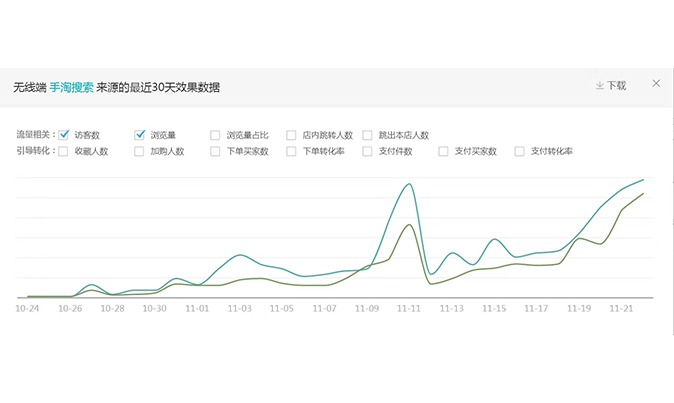 无线端 手淘搜索 来源的最近30天效果数据 下载
流量相关： 访客数 浏览量 浏览量占比 店内跳转人数 跳出本店人数
引导转化： 收藏人数 加购人数 下单买家数 下单转化率 支付件数 支付买家数 支付转化率
10-24 10-26 10-28 10-30 11-01 11-03 11-05 11-07 11-09 11-11 11-13 11-15 11-17 11-19 11-21